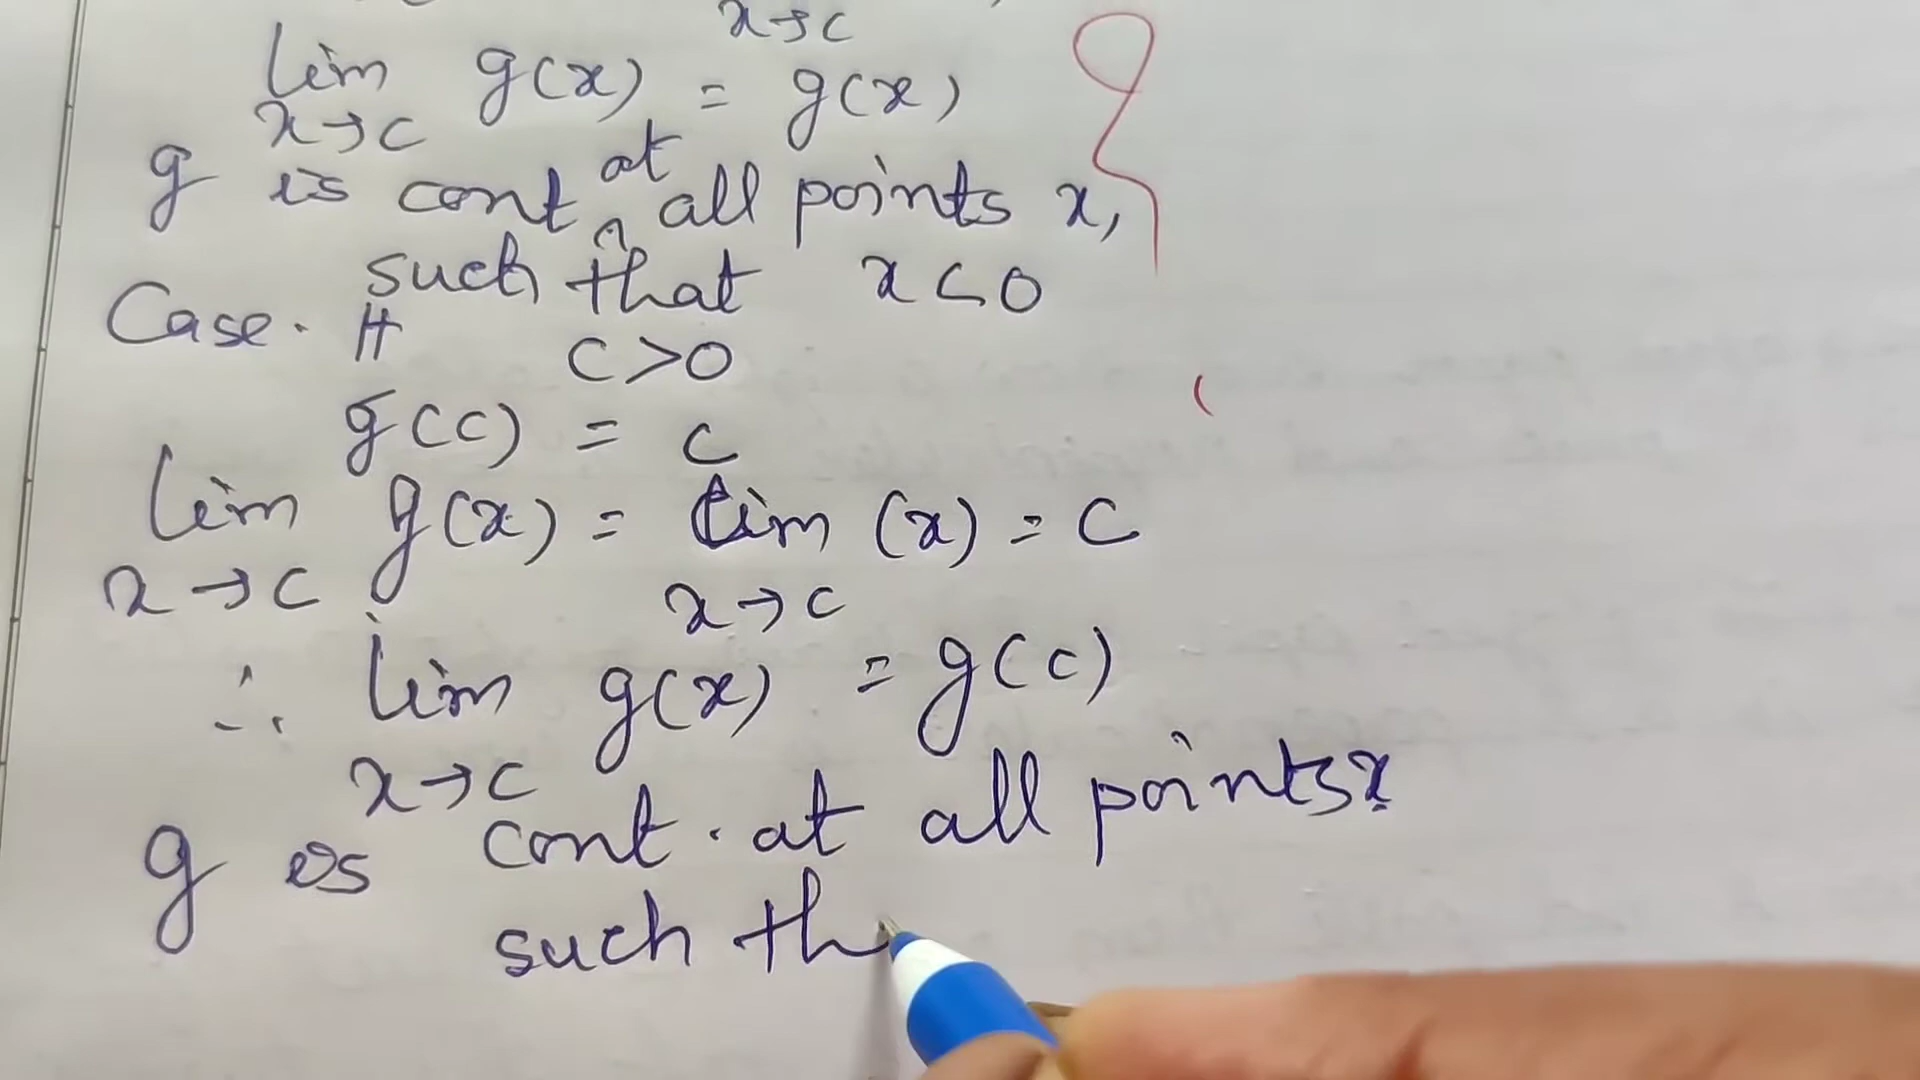 x→c
lim g(x) = g(x)
x→c
g is cont at all points x,
such that x<0
Case. II c>0
g(c) = c
lim g(x) = lim (x) = c
x→c x→c
∴ lim g(x) = g(c)
x→c
g is cont. at all points x
such th